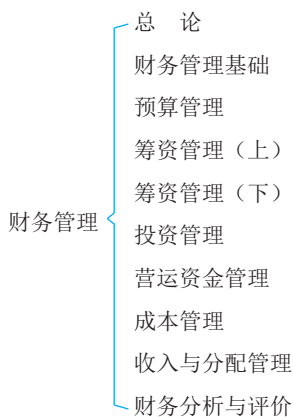 财务管理
总 论
财务管理基础
预算管理
筹资管理（上）
筹资管理（下）
投资管理
营运资金管理
成本管理
收入与分配管理
财务分析与评价